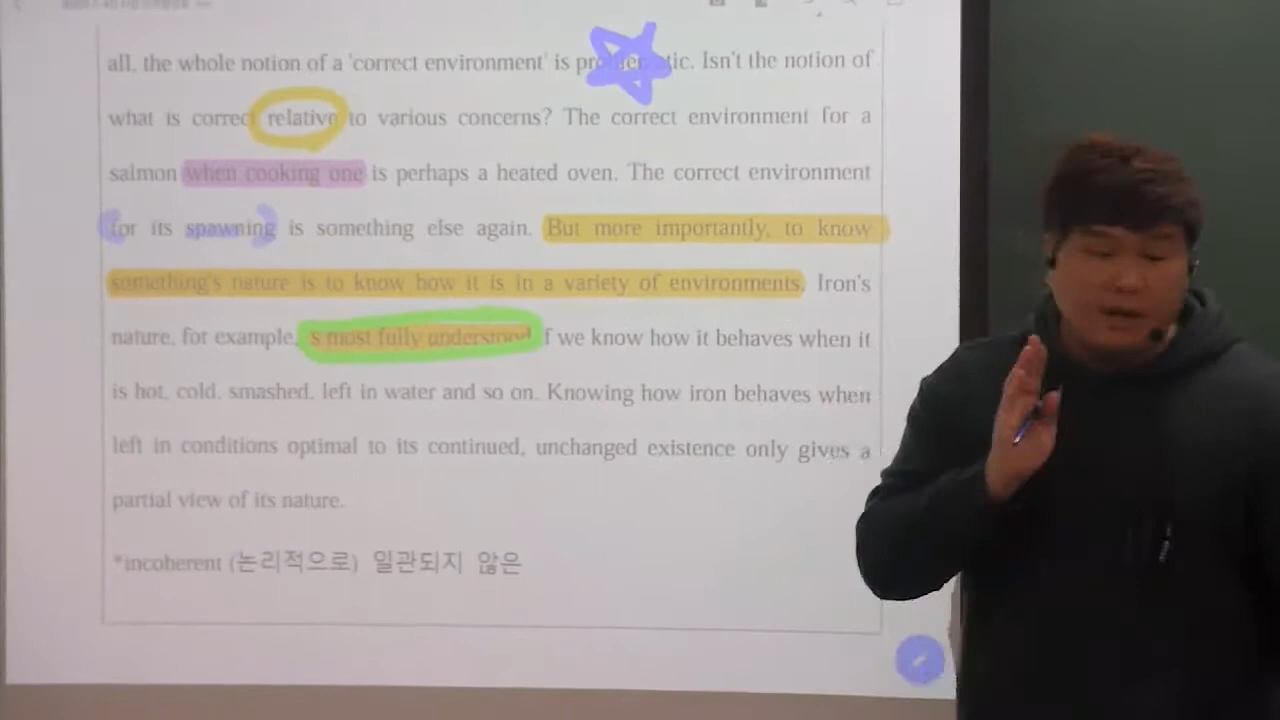 all, the whole notion of a 'correct environment' is problematic. Isn't the notion of
what is correct relative to various concerns? The correct environment for a
salmon when cooking one is perhaps a heated oven. The correct environment
for its spawning is something else again. But more importantly, to know
something's nature is to know how it is in a variety of environments. Iron's
nature, for example, is most fully understood if we know how it behaves when it
is hot, cold, smashed, left in water and so on. Knowing how iron behaves when
left in conditions optimal to its continued, unchanged existence only gives a
partial view of its nature.
*incoherent (논리적으로) 일관되지 않은